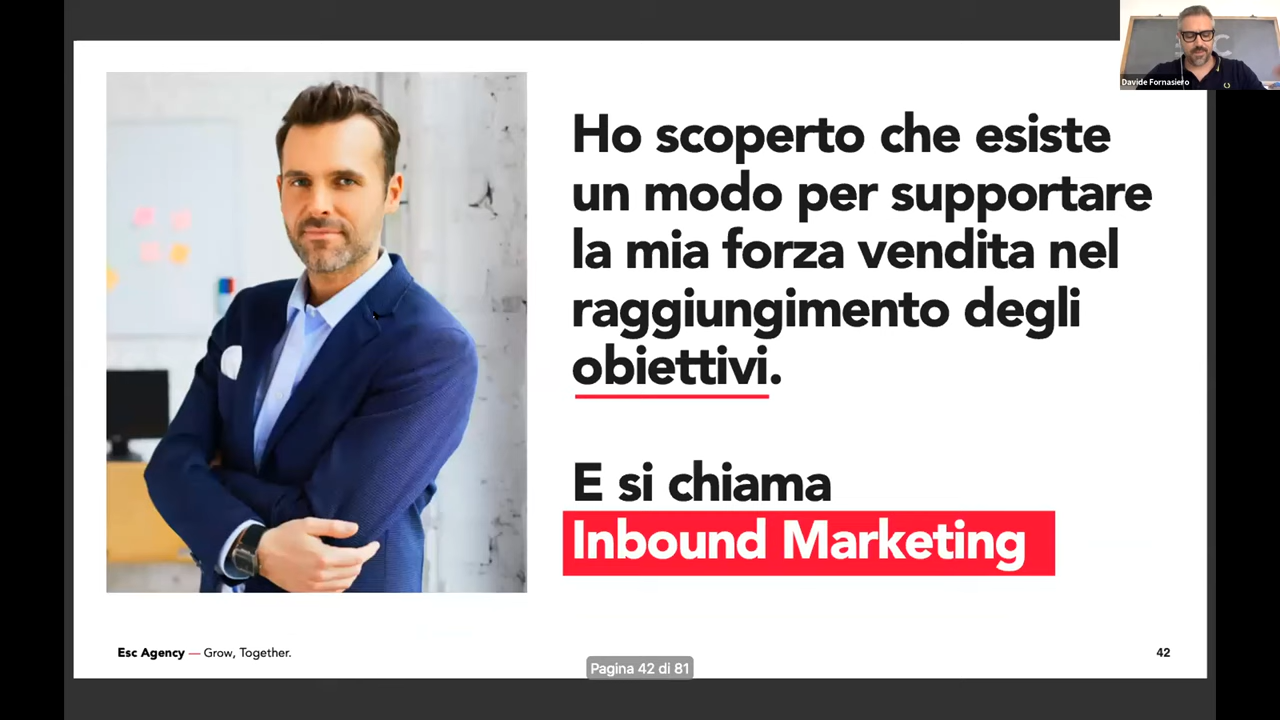 Davide Fornasiero
Ho scoperto che esiste
un modo per supportare
la mia forza vendita nel
raggiungimento degli
obiettivi.
E si chiama
Inbound Marketing
Esc Agency — Grow, Together.
42
Pagina 42 di 81